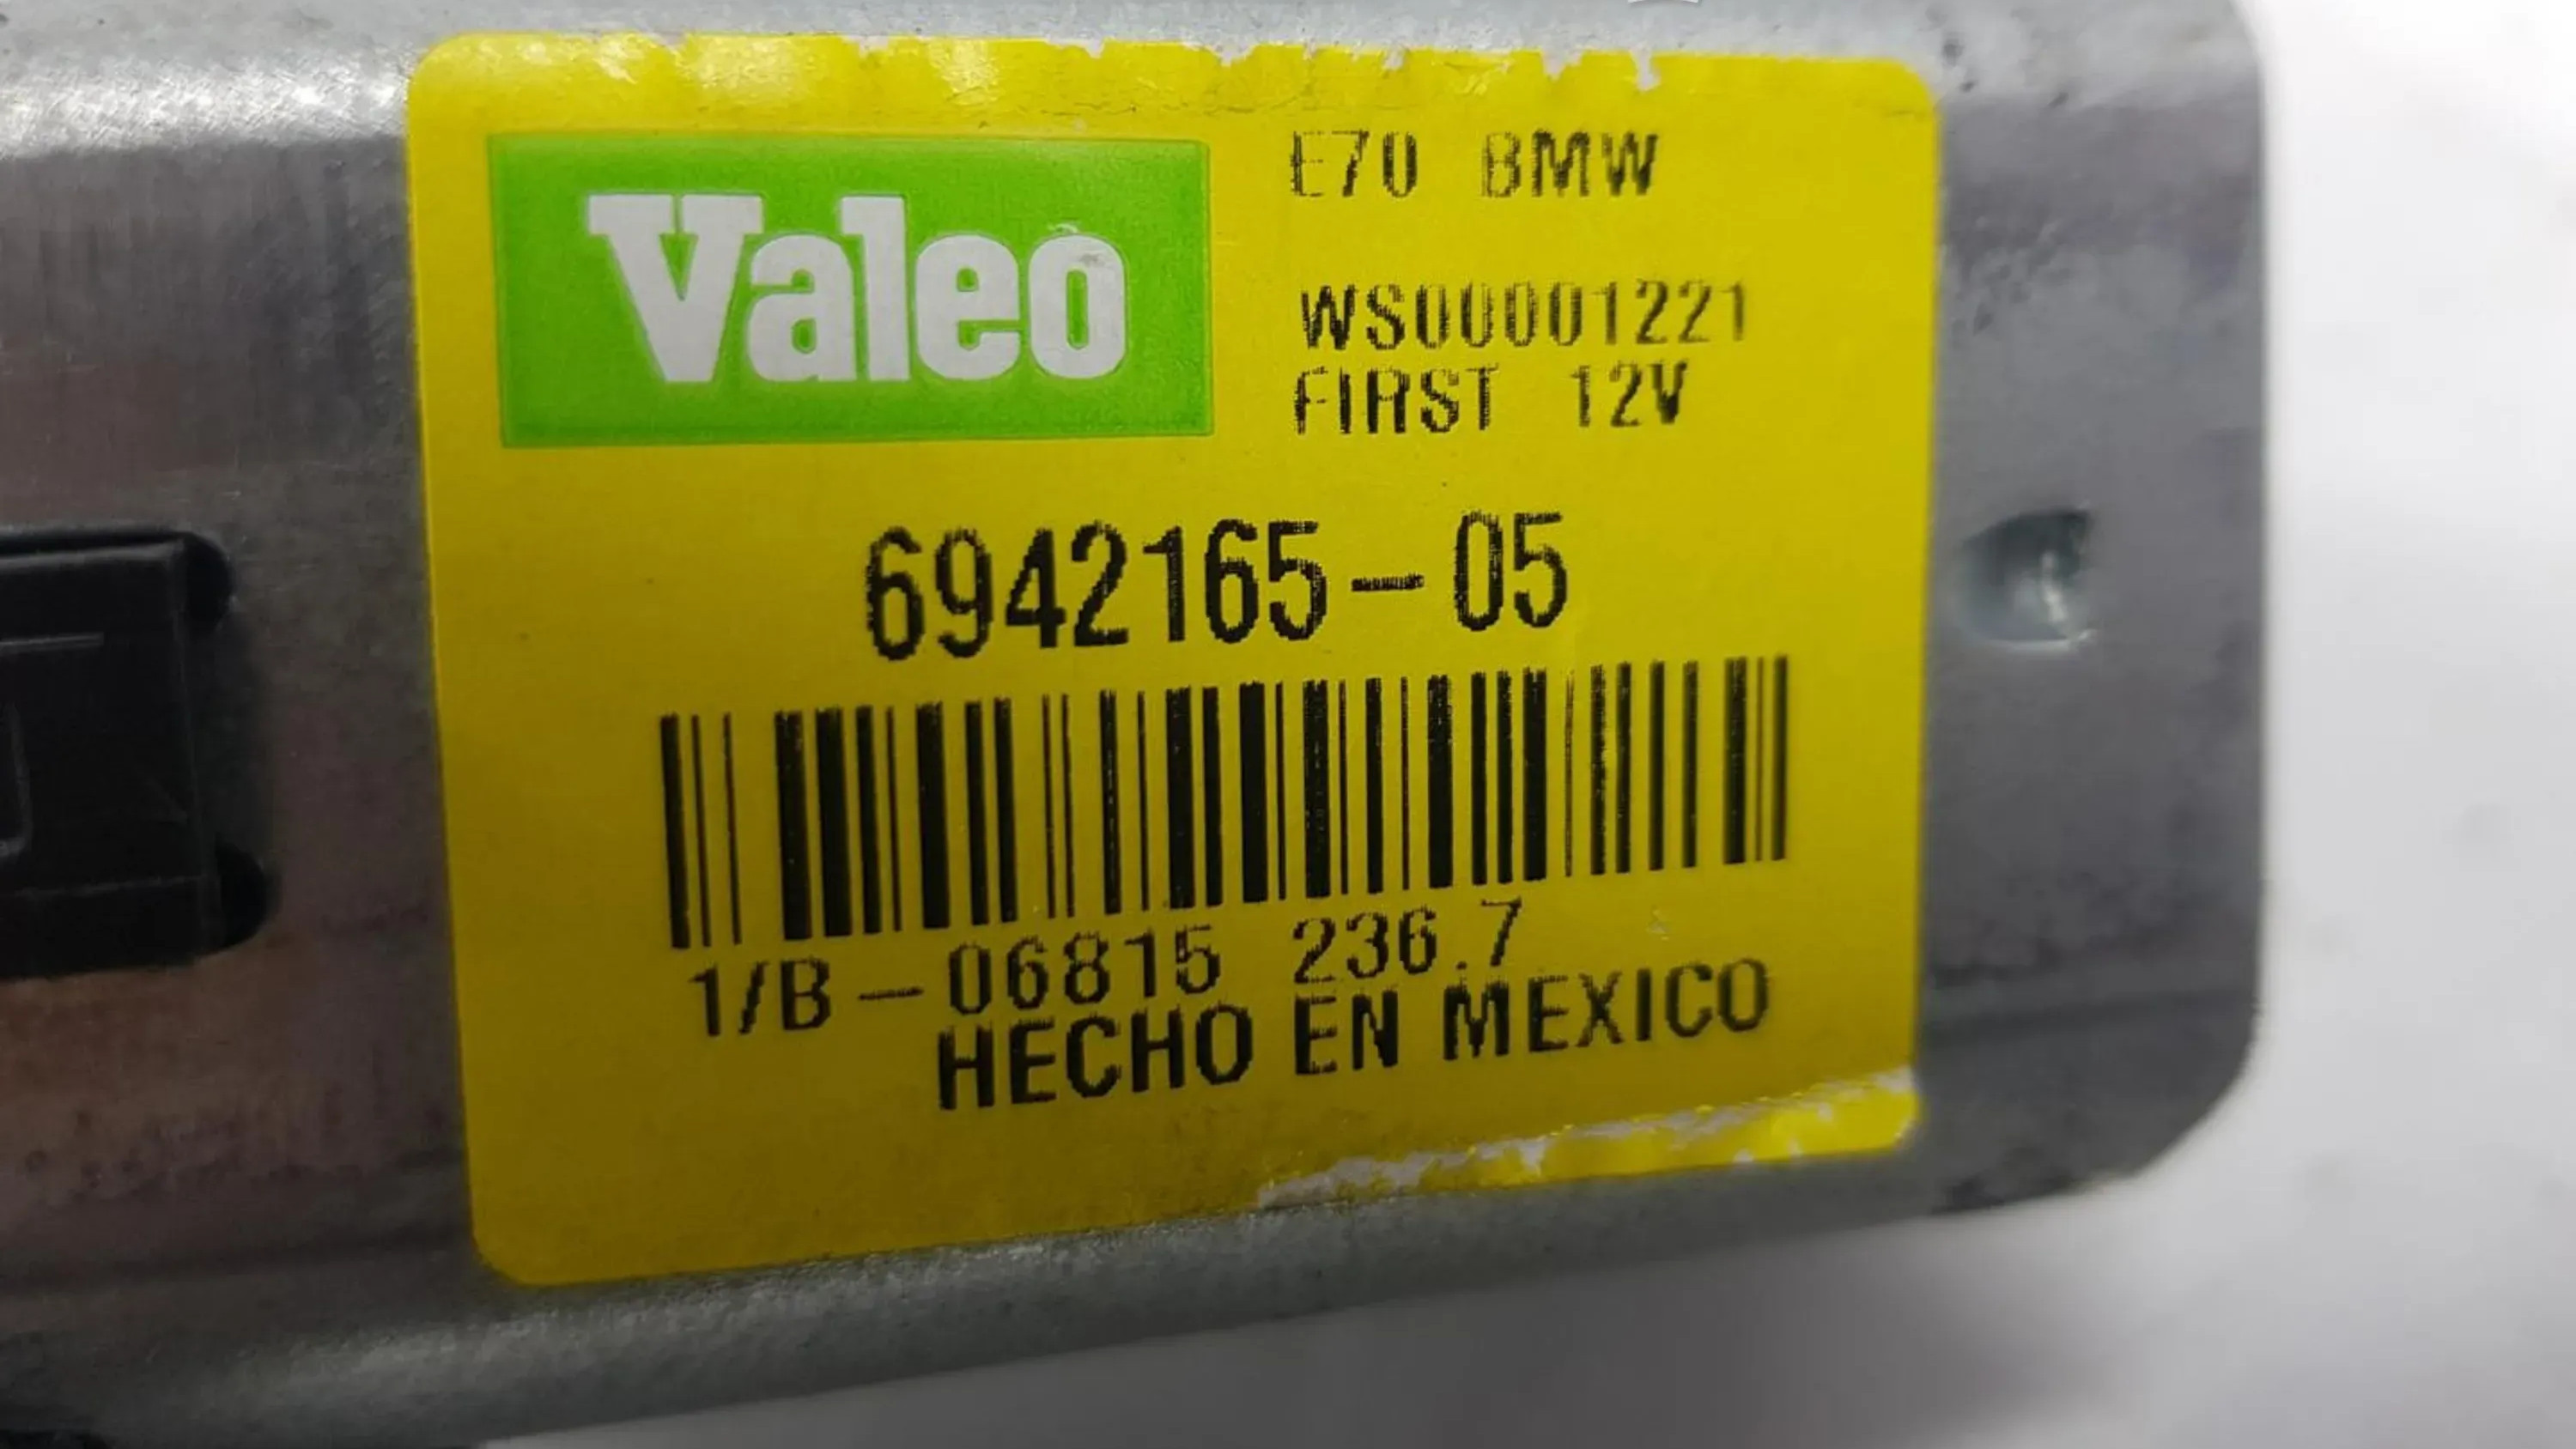 Valeo
E70 BMW
WS00001221
FIRST 12V
6942165-05
1/B-06815 236.7
HECHO EN MEXICO